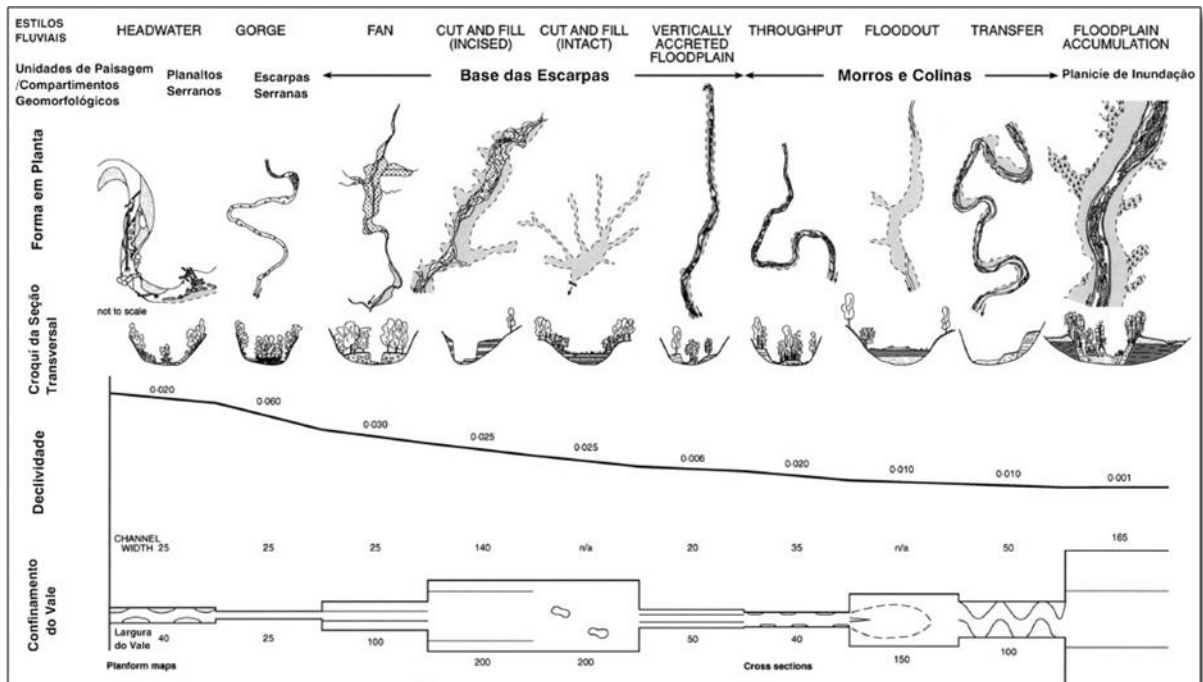 ESTILOS
FLUVIAIS
HEADWATER
GORGE
FAN
CUT AND FILL
(INCISED)
CUT AND FILL
(INTACT)
VERTICALLY
ACCRETED
FLOODPLAIN
THROUGHPUT
FLOODOUT
TRANSFER
FLOODPLAIN
ACCUMULATION
Unidades de Paisagem
/Compartimentos
Geomorfológicos
Planaltos
Serranos
Escarpas
Serranas
Base das Escarpas
Morros e Colinas
Planicie de Inundação
Forma em Planta
not to scale
Croqui da Seção
Transversal
Declividade
0·020
0·060
0·030
0·025
0·025
0·006
0·020
0·010
0·010
0·001
Confinamento
do Vale
CHANNEL
WIDTH 25 25 25 140 n/a 20 35 n/a 50 165
Largura
do Vale 40 25 100 200 200 50 40 150 100
Planform maps
Cross sections